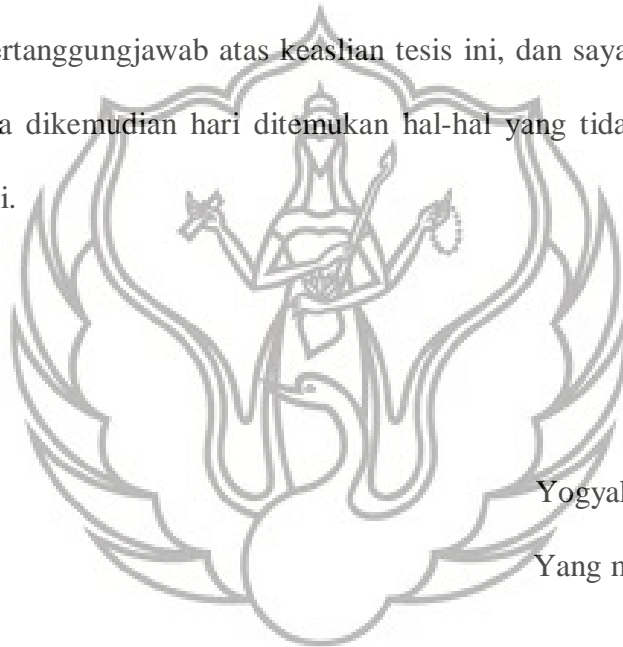 ertanggungjawab atas keaslian tesis ini, dan saya
a dikemudian hari ditemukan hal-hal yang tida
i.
Yogyal
Yang n